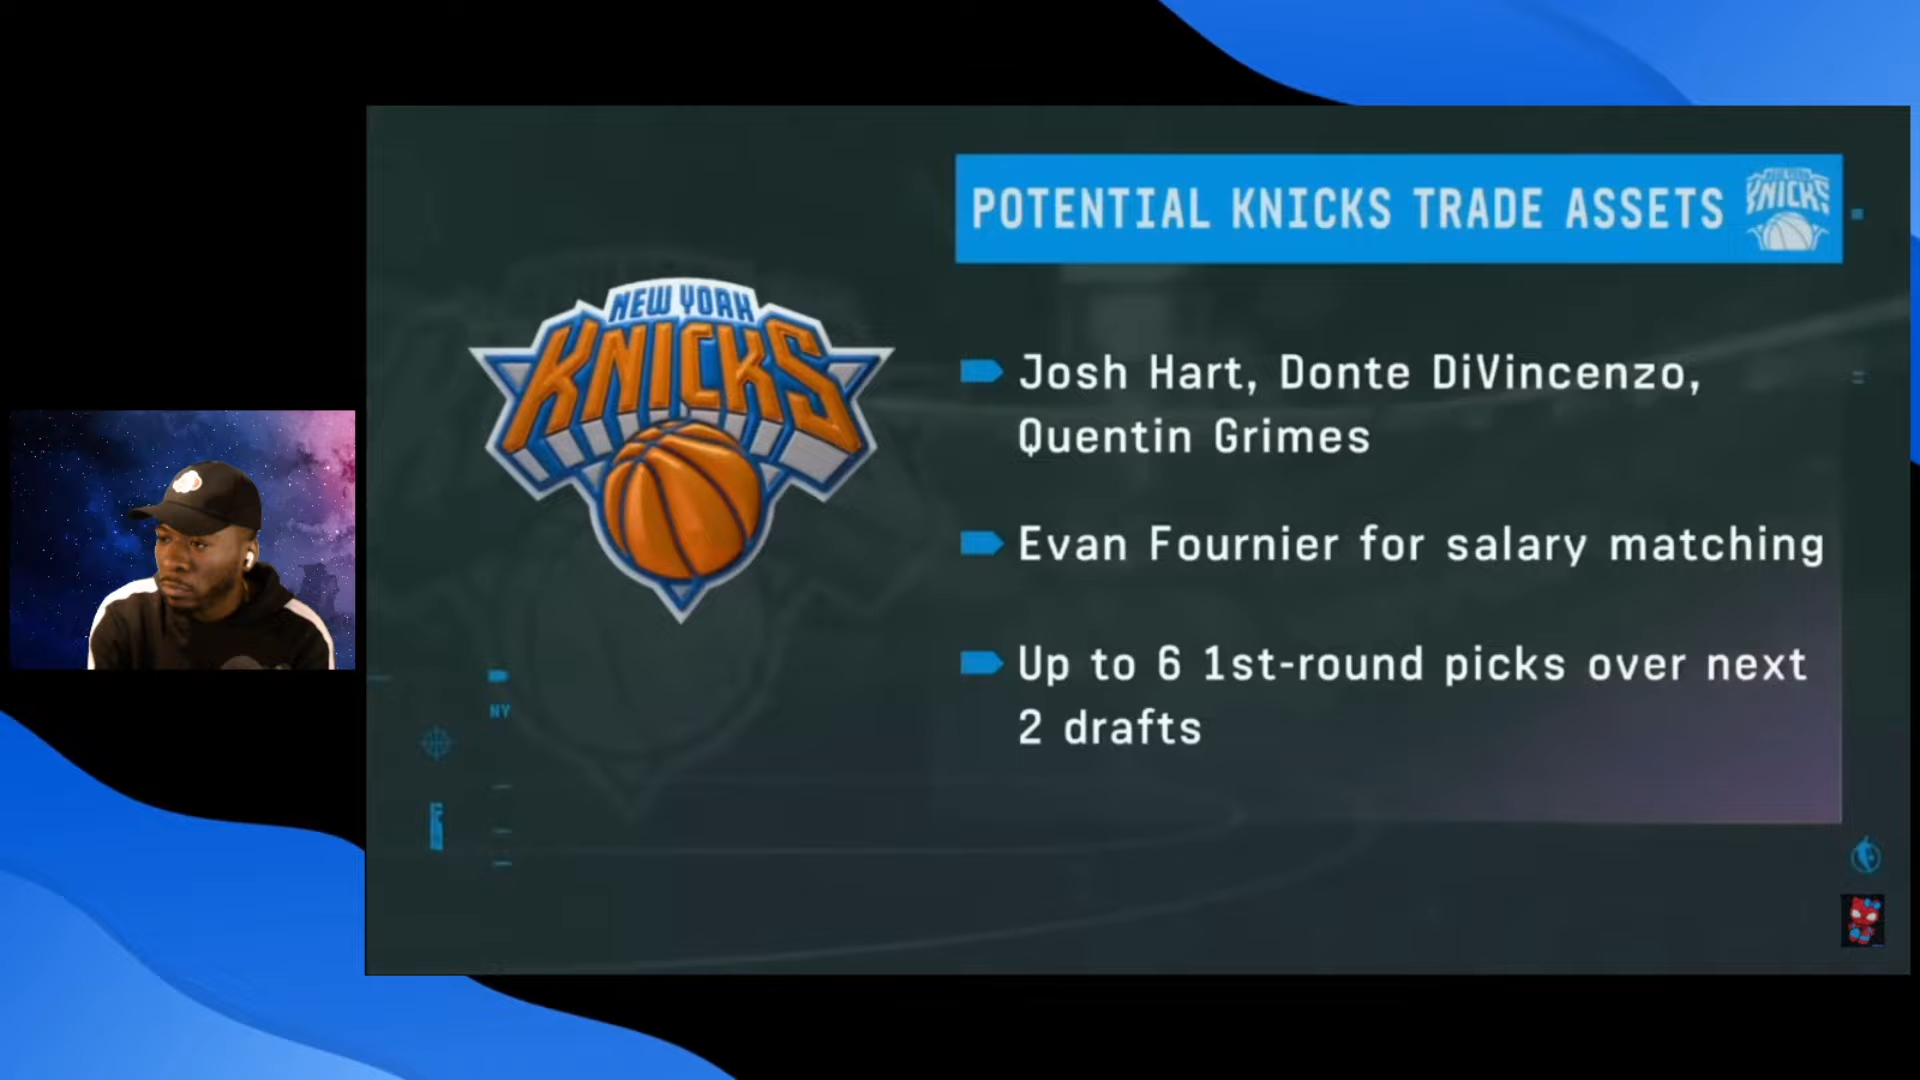 POTENTIAL KNICKS TRADE ASSETS
KNICKS
NEW YORK
KNICKS
Josh Hart, Donte DiVincenzo,
Quentin Grimes
Evan Fournier for salary matching
Up to 6 1st-round picks over next
2 drafts
NY